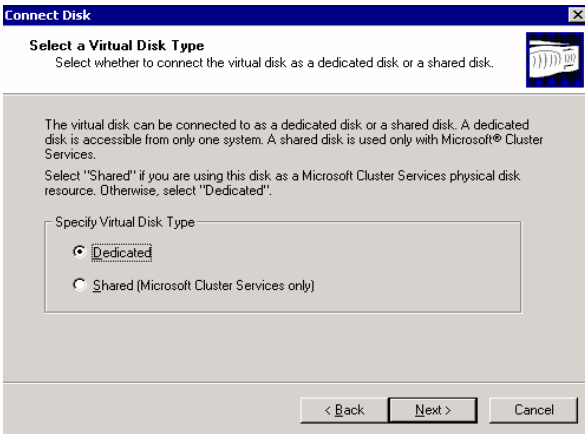 Connect Disk
Select a Virtual Disk Type
Select whether to connect the virtual disk as a dedicated disk or a shared disk.
The virtual disk can be connected to as a dedicated disk or a shared disk. A dedicated
disk is accessible from only one system. A shared disk is used only with Microsoft® Cluster
Services.
Select "Shared" if you are using this disk as a Microsoft Cluster Services physical disk
resource. Otherwise, select "Dedicated".
Specify Virtual Disk Type
Dedicated
Shared (Microsoft Cluster Services only)
< Back Next > Cancel